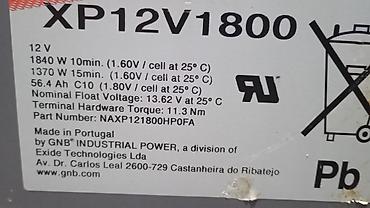 XP12V1800
12 V
1840 W 10min. (1.60V / cell at 25° C)
1370 W 15min. (1.60V / cell at 25° C)
56.4 Ah C10 (1.80V / cell at 25° C)
Nominal Float Voltage: 13.62 V at 25° C
Terminal Hardware Torque: 11.3 Nm
Part Number: NAXP121800HP0FA
Made in Portugal
by GNB® INDUSTRIAL POWER, a division of
Exide Technologies Lda
Av. Dr. Carlos Leal 2600-729 Castanheira do Ribatejo
www.gnb.com
Pb